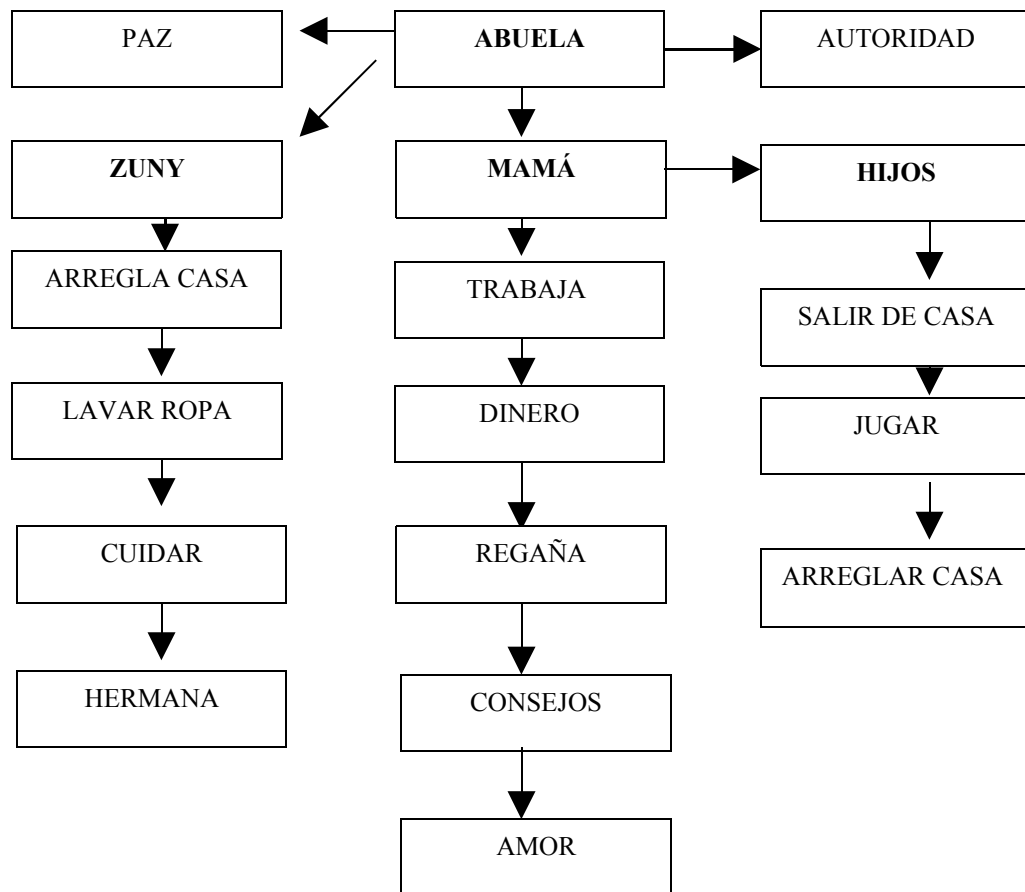 PAZ
ABUELA
AUTORIDAD
ZUNY
MAMÁ
HIJOS
ARREGLA CASA
TRABAJA
SALIR DE CASA
LAVAR ROPA
DINERO
JUGAR
CUIDAR
REGAÑA
ARREGLAR CASA
HERMANA
CONSEJOS
AMOR